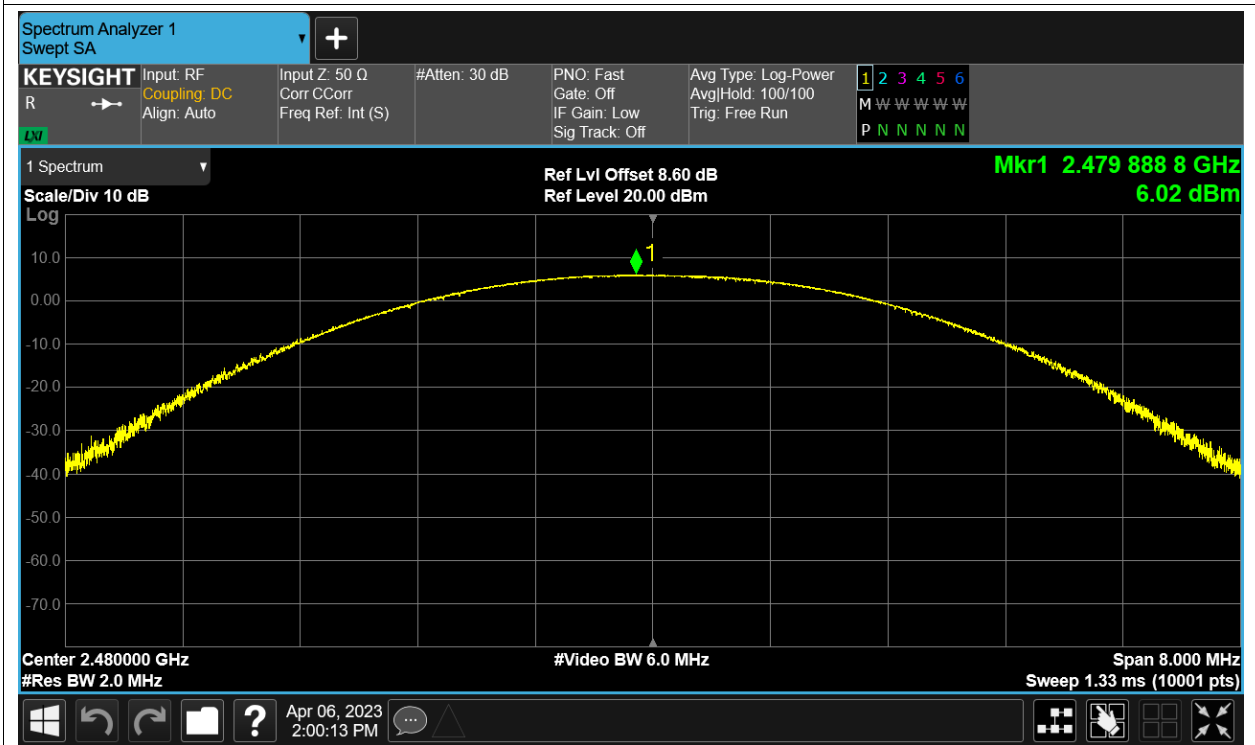 Spectrum Analyzer 1
Swept SA
KEYSIGHT
R
LXI
Input: RF
Coupling: DC
Align: Auto
Input Z: 50 Ω
Corr CCorr
Freq Ref: Int (S)
#Atten: 30 dB
PNO: Fast
Gate: Off
IF Gain: Low
Sig Track: Off
Avg Type: Log-Power
Avg|Hold: 100/100
Trig: Free Run
1 2 3 4 5 6
M W W W W W
P N N N N N
1 Spectrum
Scale/Div 10 dB
Log
Ref Lvl Offset 8.60 dB
Ref Level 20.00 dBm
Mkr1 2.479 888 8 GHz
6.02 dBm
1
10.0
0.00
-10.0
-20.0
-30.0
-40.0
-50.0
-60.0
-70.0
Center 2.480000 GHz
#Res BW 2.0 MHz
#Video BW 6.0 MHz
Span 8.000 MHz
Sweep 1.33 ms (10001 pts)
?
Apr 06, 2023
2:00:13 PM